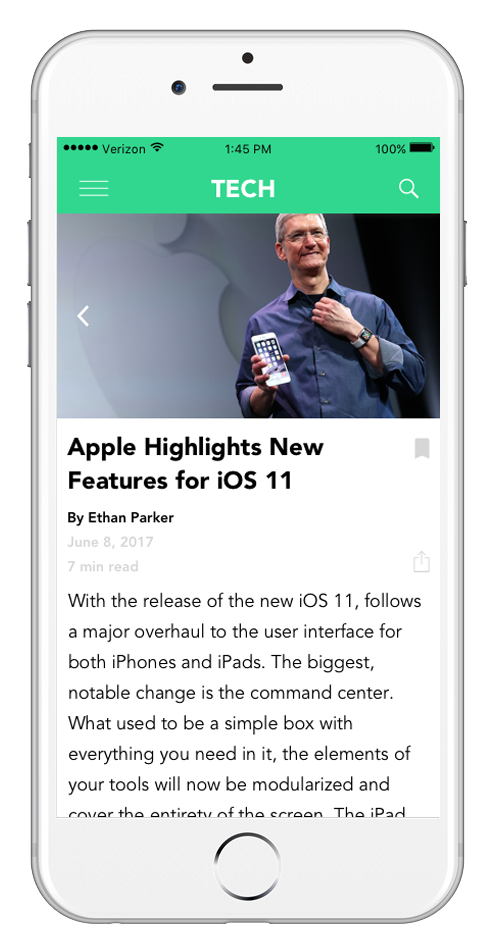 Verizon 1:45 PM 100%
TECH
Apple Highlights New
Features for iOS 11
By Ethan Parker
June 8, 2017
7 min read
With the release of the new iOS 11, follows
a major overhaul to the user interface for
both iPhones and iPads. The biggest,
notable change is the command center.
What used to be a simple box with
everything you need in it, the elements of
your tools will now be modularized and
cover the entirety of the screen. The iPad